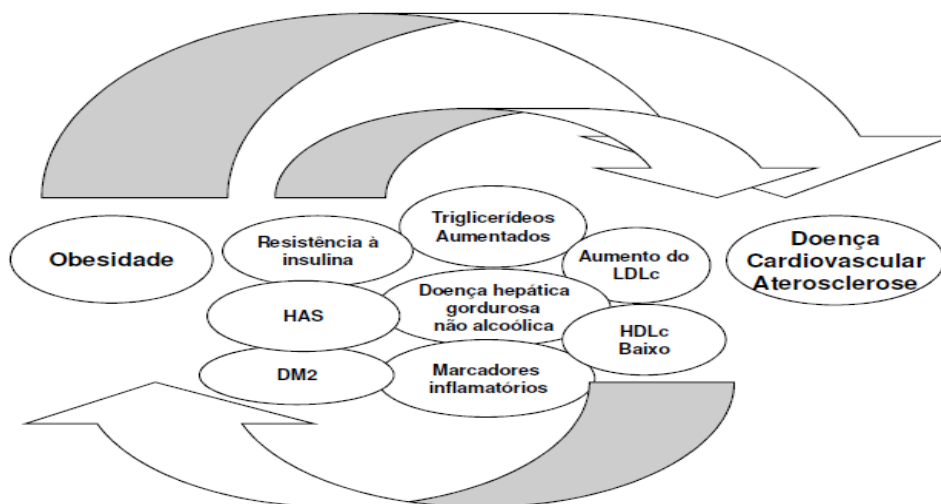 Obesidade
Resistência à
insulina
Triglicerídeos
Aumentados
Aumento do
LDLc
Doença
Cardiovascular
Aterosclerose
HAS
Doença hepática
gordurosa
não alcoólica
HDLc
Baixo
DM2
Marcadores
inflamatórios